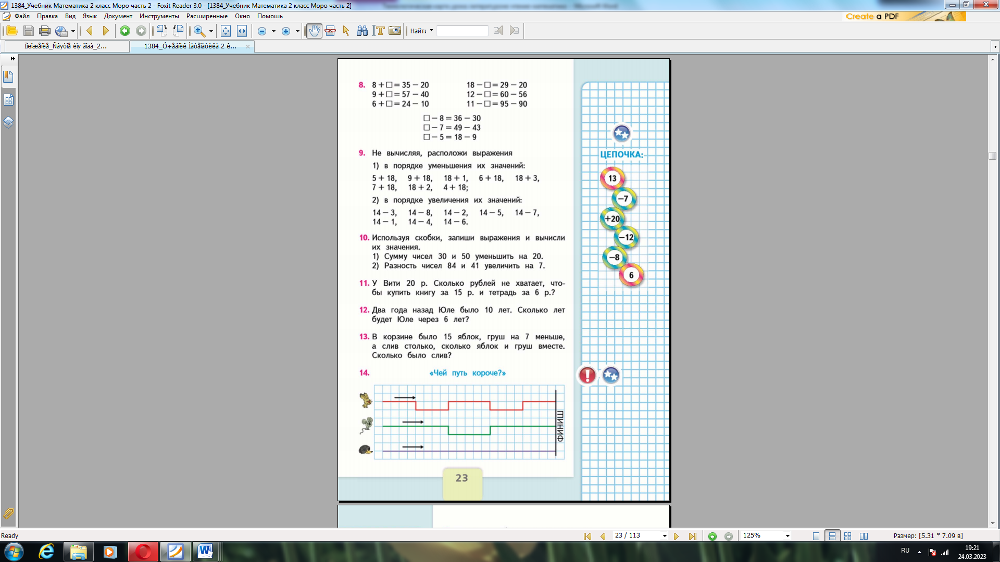 1384_Учебник Математика 2 класс Моро часть 2 - Foxit Reader 3.0 - [1384_Учебник Математика 2 класс Моро часть 2]
Файл Правка Вид Язык Документ Инструменты Расширенные Окно Помощь
Create a PDF
Найти
1384_Ó÷åáíèê Ìàòåìàòèêà 2 ê...
8. 8 + □ = 35 − 20 18 − □ = 29 − 20
9 + □ = 57 − 40 12 − □ = 60 − 56
6 + □ = 24 − 10 11 − □ = 95 − 90
□ − 8 = 36 − 30
□ − 7 = 49 − 43
□ − 5 = 18 − 9
9. Не вычисляя, расположи выражения
1) в порядке уменьшения их значений:
5 + 18, 9 + 18, 18 + 1, 6 + 18, 18 + 3,
7 + 18, 18 + 2, 4 + 18;
2) в порядке увеличения их значений:
14 − 3, 14 − 8, 14 − 2, 14 − 5, 14 − 7,
14 − 1, 14 − 4, 14 − 6.
10. Используя скобки, запиши выражения и вычисли
их значения.
1) Сумму чисел 30 и 50 уменьшить на 20.
2) Разность чисел 84 и 41 увеличить на 7.
11. У Вити 20 р. Сколько рублей не хватает, что-
бы купить книгу за 15 р. и тетрадь за 6 р.?
12. Два года назад Юле было 10 лет. Сколько лет
будет Юле через 6 лет?
13. В корзине было 15 яблок, груш на 7 меньше,
а слив столько, сколько яблок и груш вместе.
Сколько было слив?
14. «Чей путь короче?»
ФИНИШ
23
ЦЕПОЧКА:
13
−7
+20
−12
−8
6
Ready
23 / 113
125%
Размер: [5.31 * 7.09 в]
RU
19:21
24.03.2023